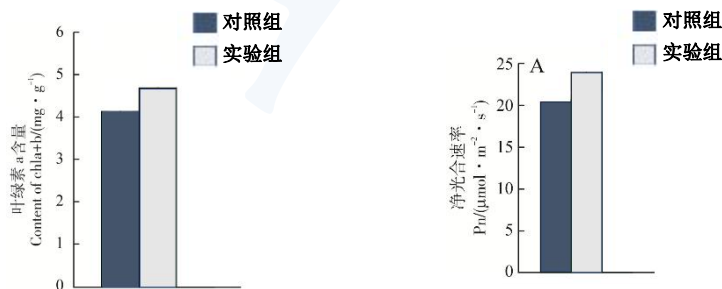 对照组
实验组
叶绿素 a含量
Content of chla+b/(mg·g⁻¹)
6
5
4
3
2
1
0
对照组
实验组
A
净光合速率
Pn/(μmol·m⁻²·s⁻¹)
25
20
15
10
5
0